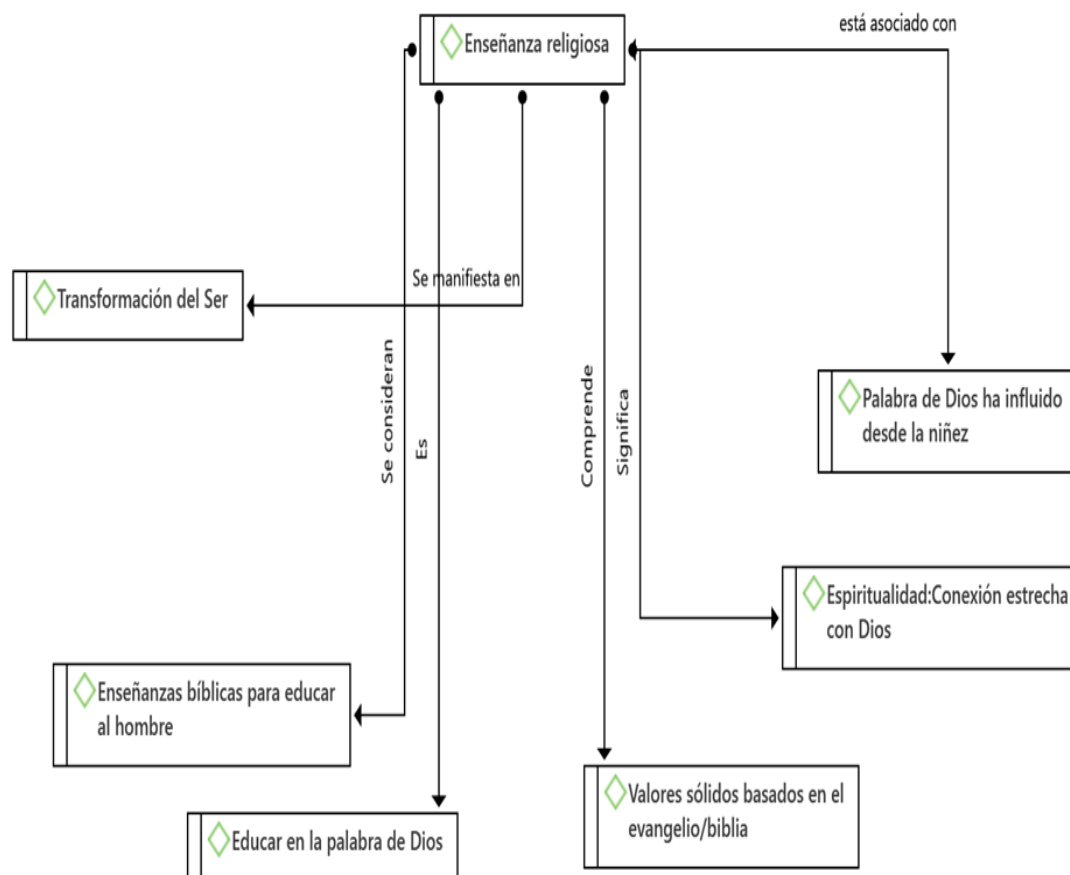 está asociado con
Enseñanza religiosa
Se manifiesta en
Transformación del Ser
Se consideran
Es
Comprende
Significa
Palabra de Dios ha influido
desde la niñez
Espiritualidad:Conexión estrecha
con Dios
Enseñanzas bíblicas para educar
al hombre
Valores sólidos basados en el
evangelio/biblia
Educar en la palabra de Dios